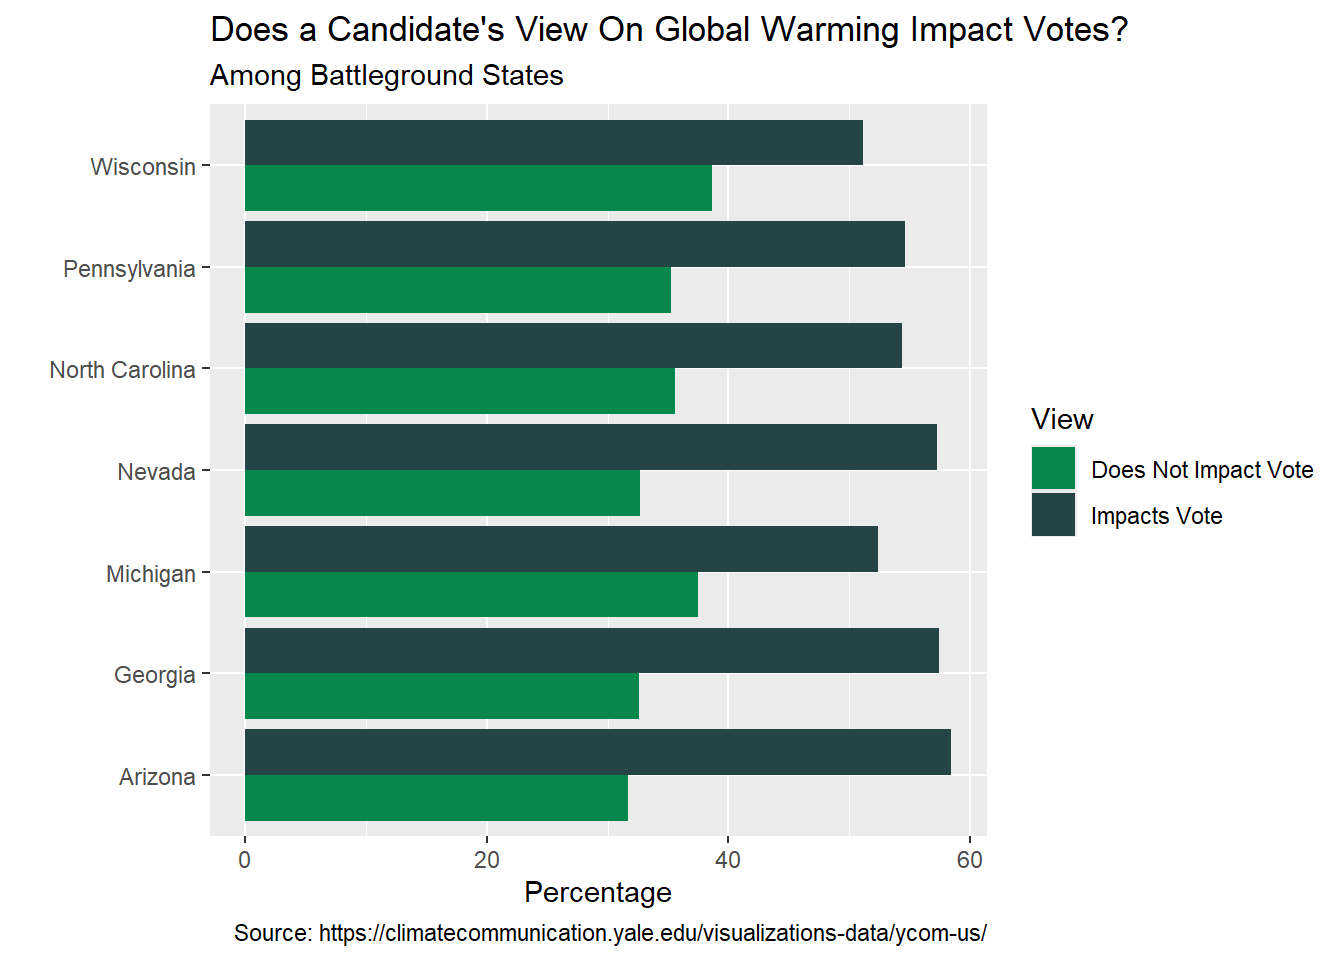 Does a Candidate's View On Global Warming Impact Votes?
Among Battleground States
Wisconsin
Pennsylvania
North Carolina
Nevada
Michigan
Georgia
Arizona
0 20 40 60
Percentage
View
Does Not Impact Vote
Impacts Vote
Source: https://climatecommunication.yale.edu/visualizations-data/ycom-us/